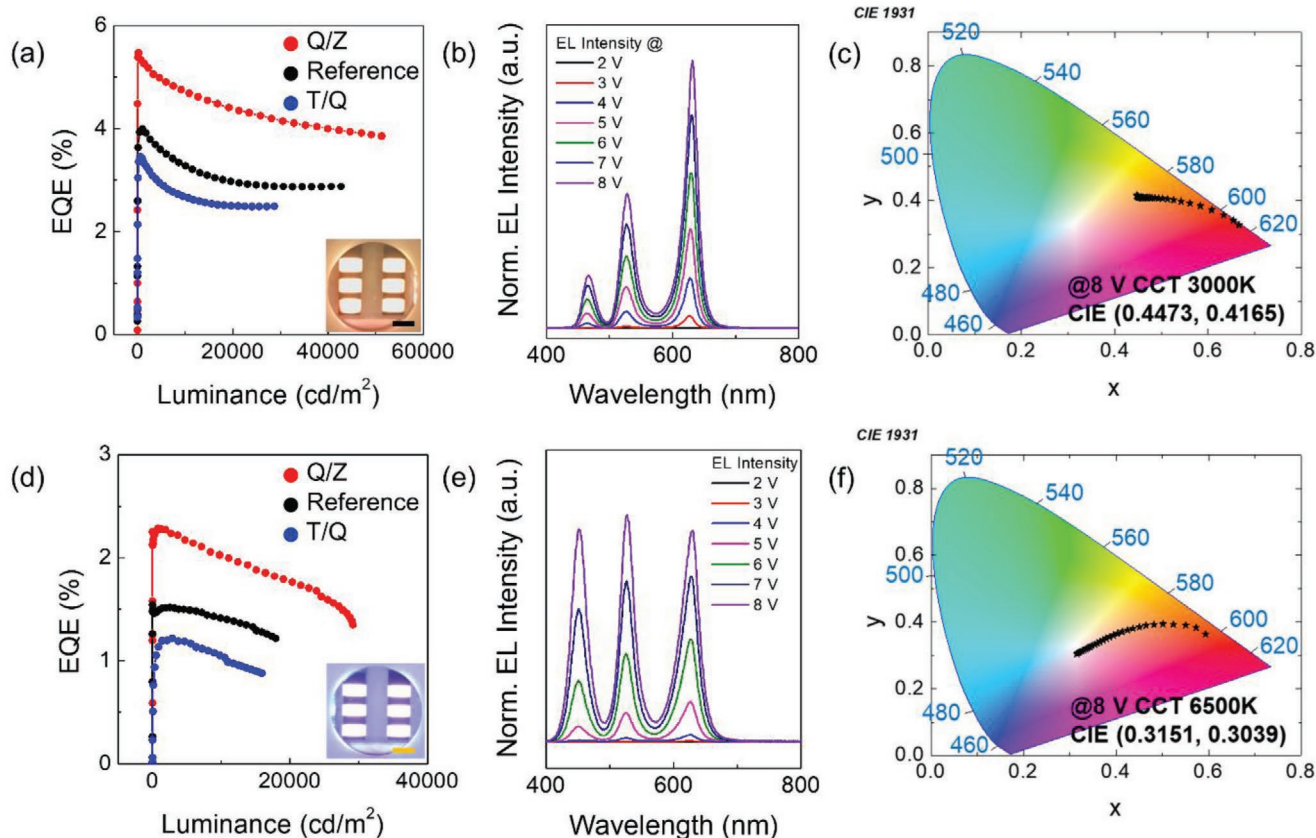 (a)
Q/Z
Reference
T/Q
EQE (%)
6
4
2
0
0
20000
40000
60000
Luminance (cd/m²)
(b)
EL Intensity @
2 V
3 V
4 V
5 V
6 V
7 V
8 V
Norm. EL Intensity (a.u.)
400
600
800
Wavelength (nm)
(c)
CIE 1931
520
540
560
580
600
620
500
480
460
y
0.8
0.6
0.4
0.2
0.0
@8 V CCT 3000K
CIE (0.4473, 0.4165)
0.0
0.2
0.4
0.6
0.8
x
(d)
Q/Z
Reference
T/Q
EQE (%)
3
2
1
0
0
20000
40000
Luminance (cd/m²)
(e)
EL Intensity
2 V
3 V
4 V
5 V
6 V
7 V
8 V
Norm. EL Intensity (a.u.)
400
600
800
Wavelength (nm)
(f)
CIE 1931
520
540
560
580
600
620
500
480
460
y
0.8
0.6
0.4
0.2
0.0
@8 V CCT 6500K
CIE (0.3151, 0.3039)
0.0
0.2
0.4
0.6
0.8
x